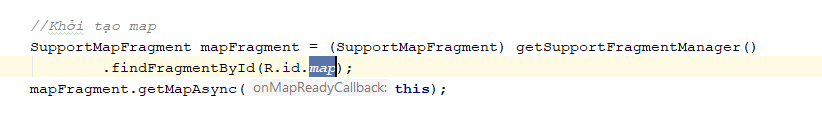 //Khởi tạo map
SupportMapFragment mapFragment = (SupportMapFragment) getSupportFragmentManager()
.findFragmentById(R.id.map);
mapFragment.getMapAsync( onMapReadyCallback: this);